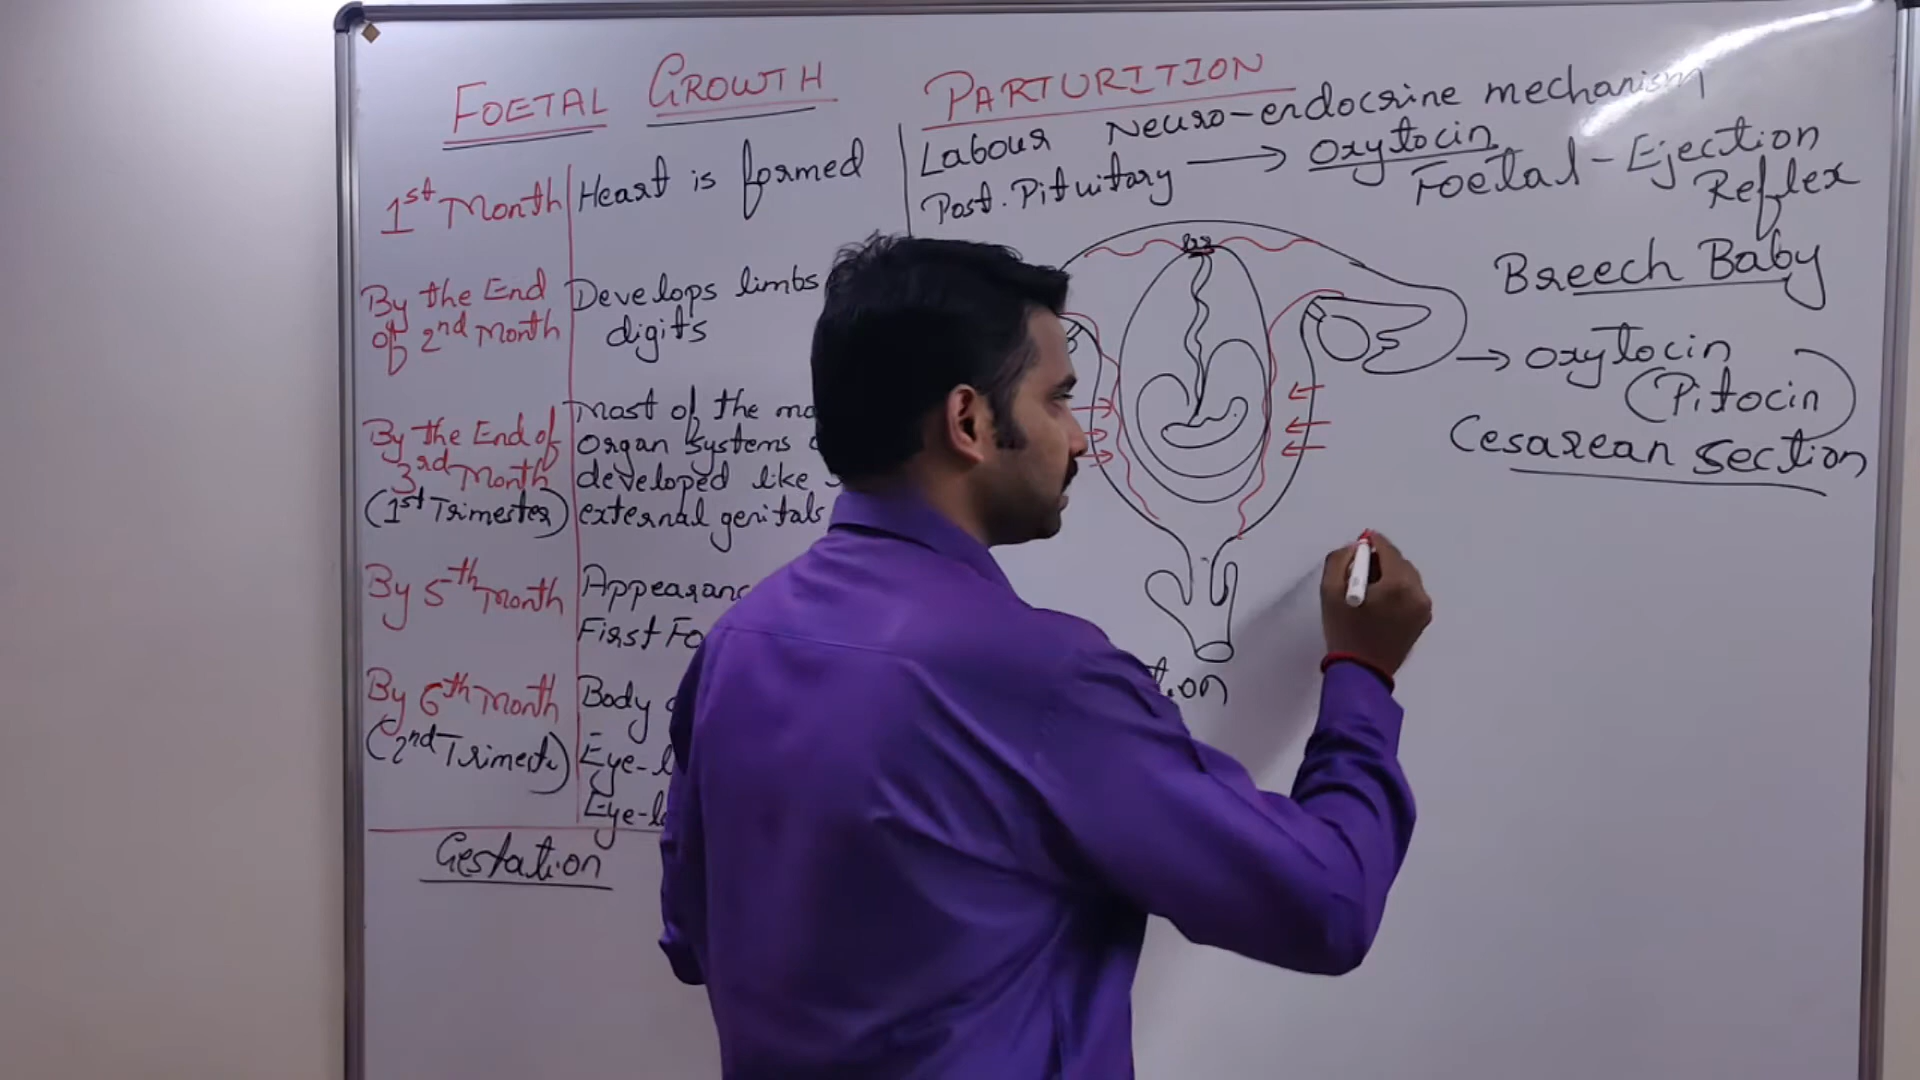 FOETAL GROWTH
1st Month Heart is formed
By the End Develops limbs
of 2nd Month digits
Most of the
By the End of Organ systems
3rd Month developed like
(1st Trimester) external genitals
By 5th Month
First
By 6th Month Body
(2nd Trimest.) Eye-
Eye-
Gestation
PARTURITION
Labour Neuro-endocrine mechanism
Post. Pituitary → Oxytocin
Foetal-Ejection
Reflex
Breech Baby
→ Oxytocin
(Pitocin)
Cesarean section